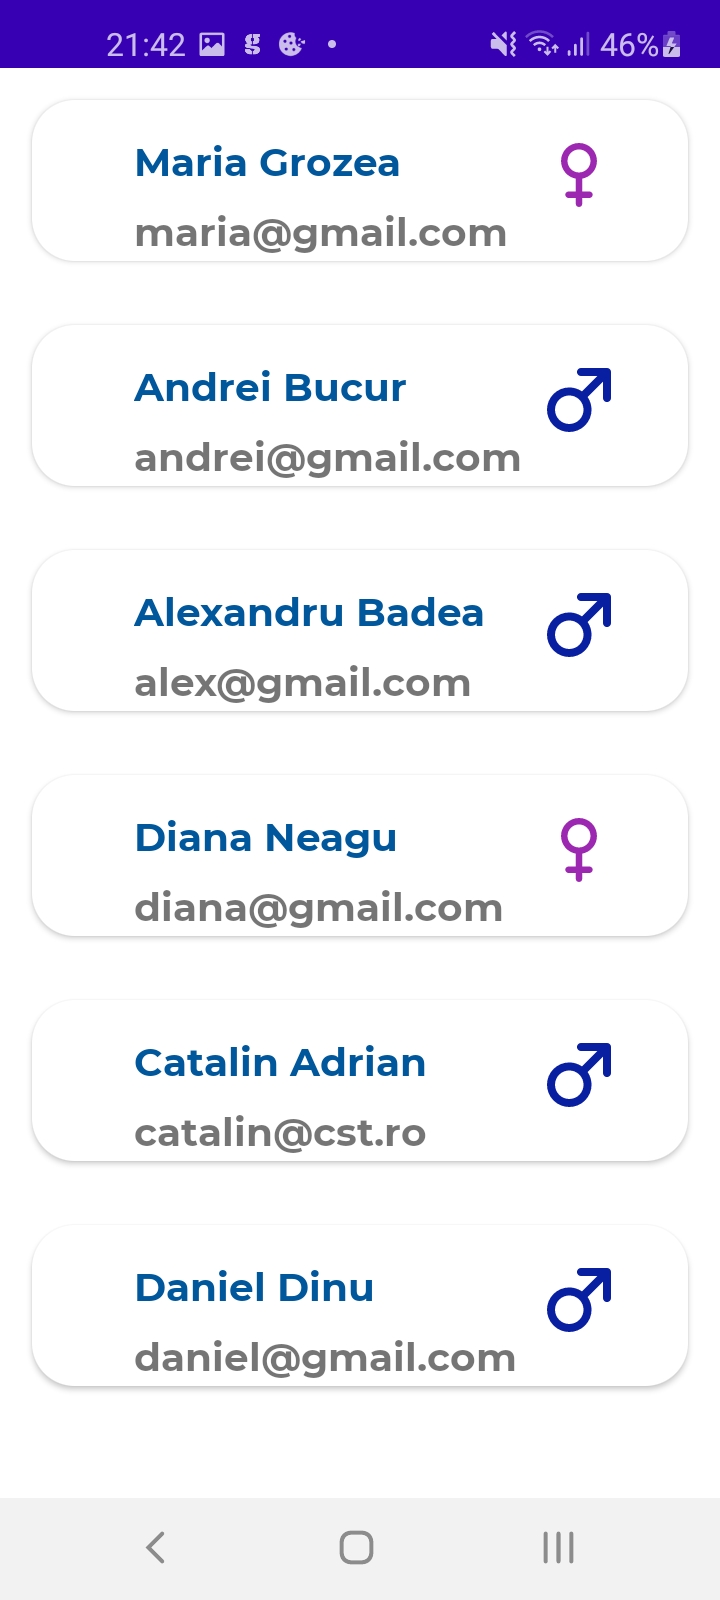 21:42 46%
Maria Grozea
maria@gmail.com
Andrei Bucur
andrei@gmail.com
Alexandru Badea
alex@gmail.com
Diana Neagu
diana@gmail.com
Catalin Adrian
catalin@cst.ro
Daniel Dinu
daniel@gmail.com